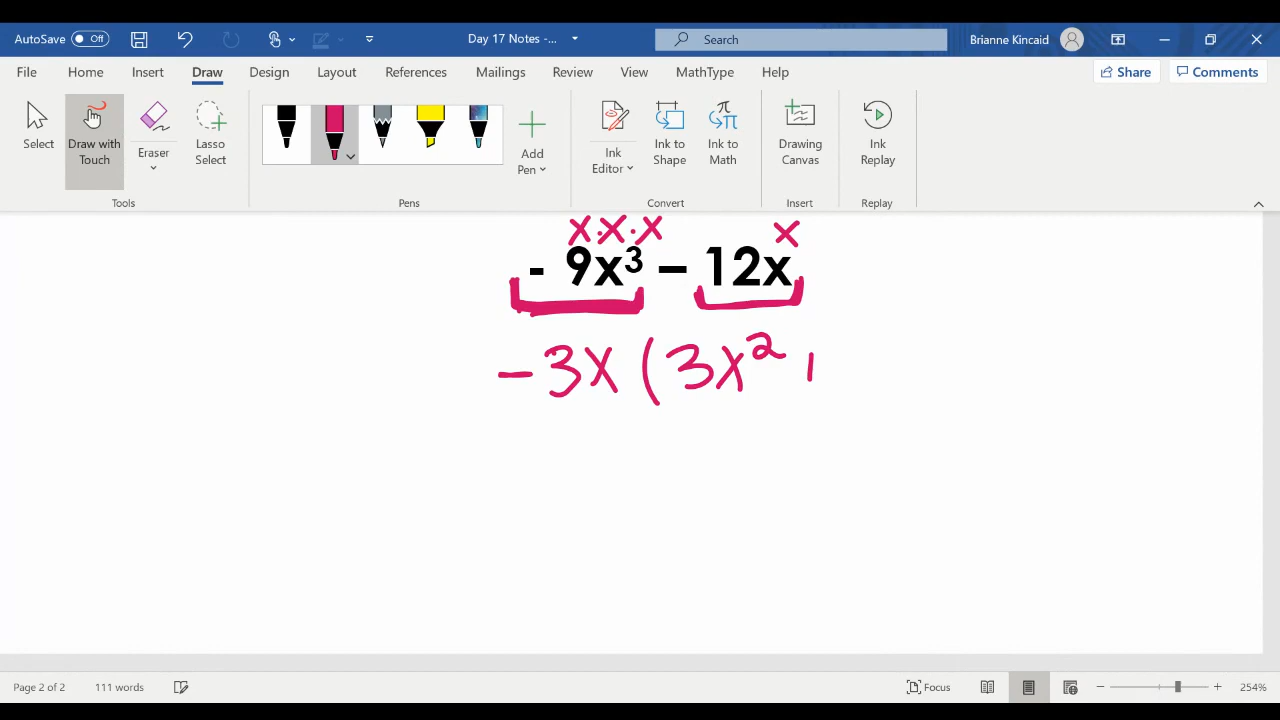 AutoSave Off Day 17 Notes -... Search Brianne Kincaid
File Home Insert Draw Design Layout References Mailings Review View MathType Help Share Comments
Select Draw with Touch Eraser Lasso Select Add Pen Ink Editor Ink to Shape Ink to Math Drawing Canvas Ink Replay
Tools Pens Convert Insert Replay
x·x·x x
- 9x³ – 12x
-3x (3x²
Page 2 of 2 111 words Focus 254%